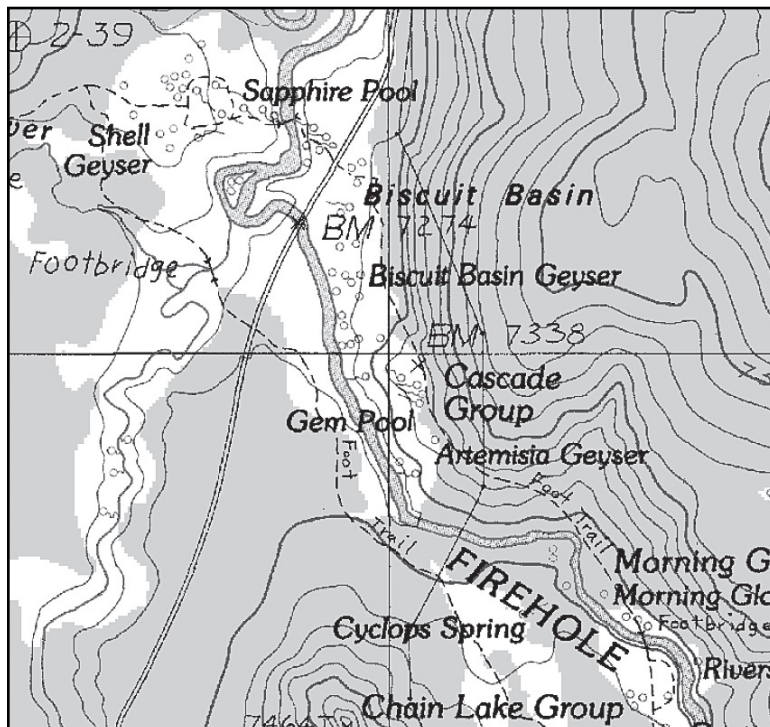 2-39
Sapphire Pool
ver
Shell
Geyser
e
Biscuit Basin
BM 7274
Footbridge
Biscuit Basin Geyser
BM 7338
Cascade
Group
Gem Pool
Foot
Artemisia Geyser
Foot
Trail
Trail
Morning G
FIREHOLE
Morning Glo
Footbridge
Cyclops Spring
Rivers
Chain Lake Group